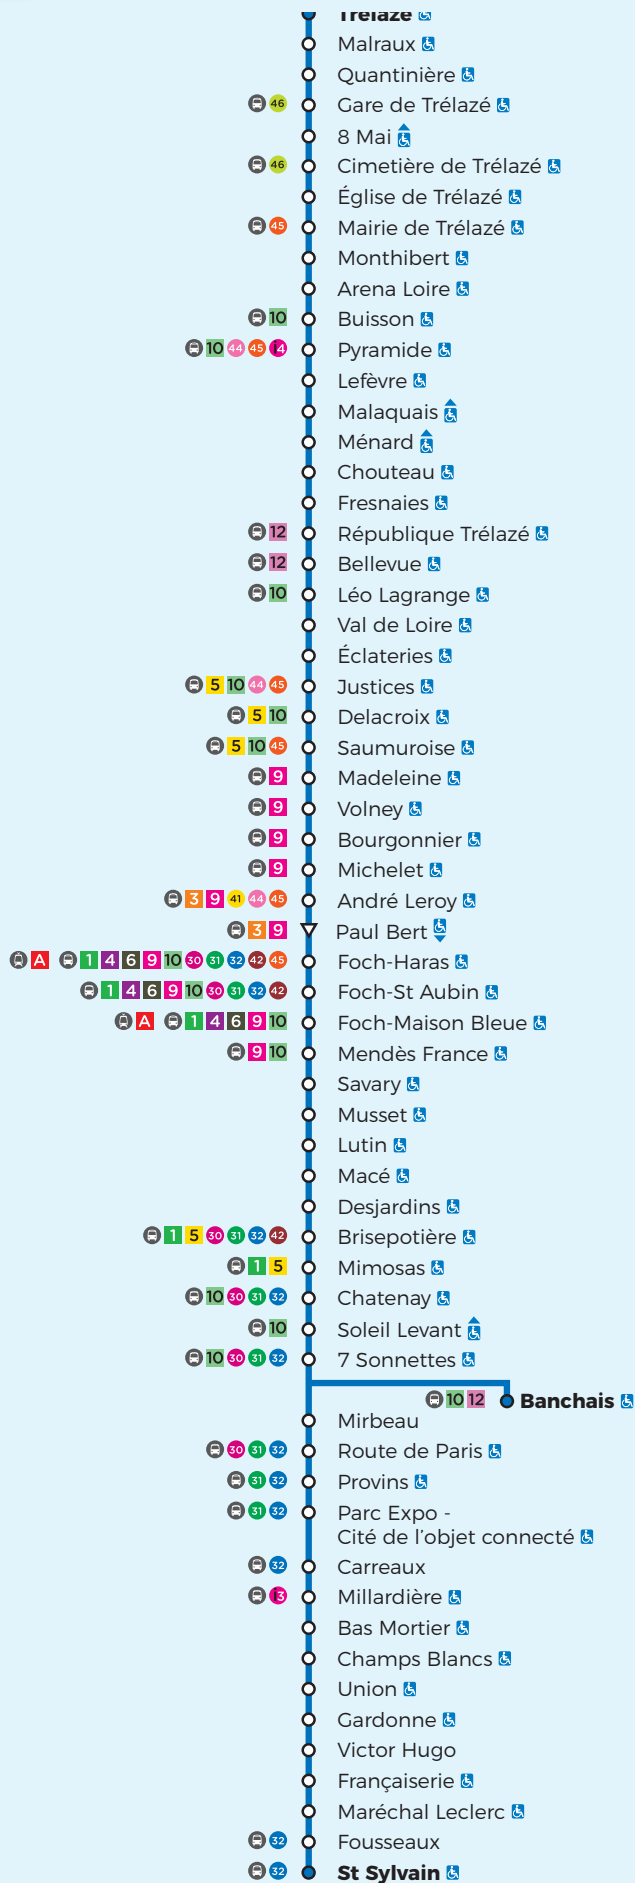 Trélazé
Malraux
Quantinière
46 Gare de Trélazé
8 Mai
46 Cimetière de Trélazé
Église de Trélazé
45 Mairie de Trélazé
Monthibert
Arena Loire
10 Buisson
10 44 45 14 Pyramide
Lefèvre
Malaquais
Ménard
Chouteau
Fresnaies
12 République Trélazé
12 Bellevue
10 Léo Lagrange
Val de Loire
Éclateries
5 10 44 45 Justices
5 10 Delacroix
5 10 45 Saumuroise
9 Madeleine
9 Volney
9 Bourgonnier
9 Michelet
3 9 41 44 45 André Leroy
3 9 Paul Bert
A 1 4 6 9 10 30 31 32 42 45 Foch-Haras
1 4 6 9 10 30 31 32 42 Foch-St Aubin
A 1 4 6 9 10 Foch-Maison Bleue
9 10 Mendès France
Savary
Musset
Lutin
Macé
Desjardins
1 5 30 31 32 42 Brisepotière
1 5 Mimosas
10 30 31 32 Chatenay
10 Soleil Levant
10 30 31 32 7 Sonnettes
10 12 Banchais
Mirbeau
30 31 32 Route de Paris
31 32 Provins
31 32 Parc Expo -
Cité de l'objet connecté
32 Carreaux
13 Millardière
Bas Mortier
Champs Blancs
Union
Gardonne
Victor Hugo
Françaiserie
Maréchal Leclerc
32 Fousseaux
32 St Sylvain